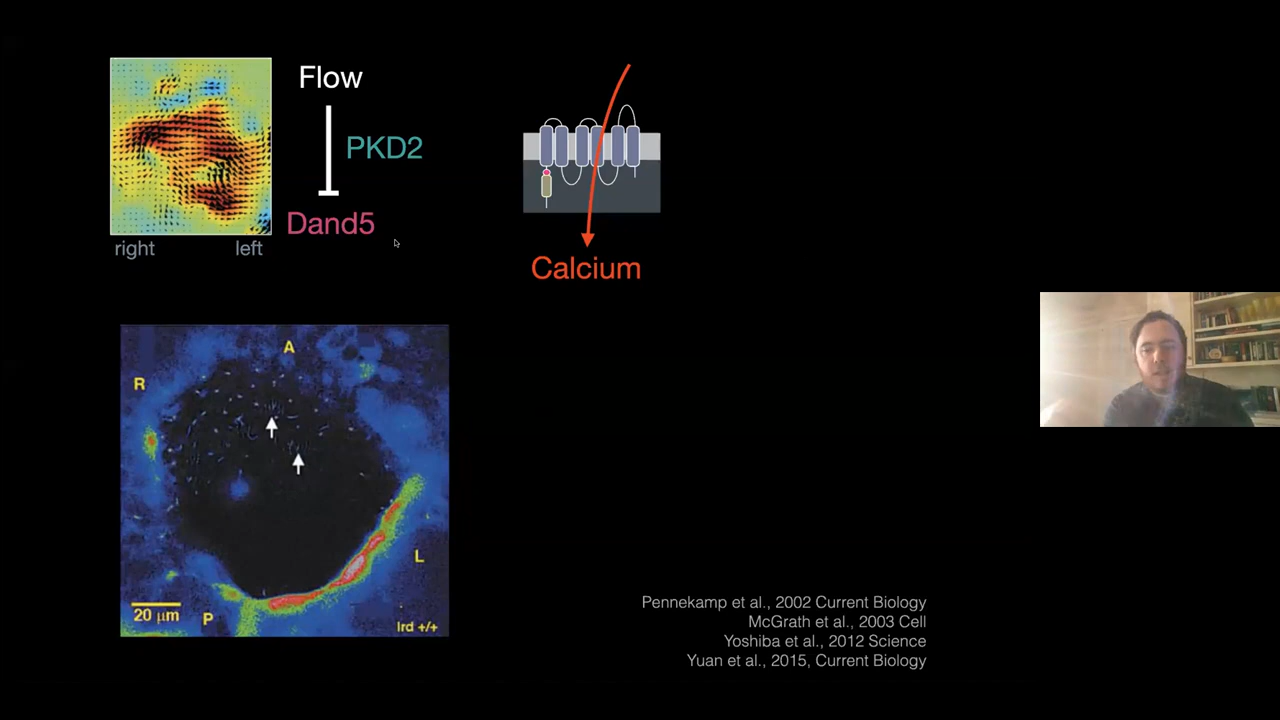 Flow
PKD2
Dand5
right left
Calcium
A
R
L
20 µm
P
lrd +/+
Pennekamp et al., 2002 Current Biology
McGrath et al., 2003 Cell
Yoshiba et al., 2012 Science
Yuan et al., 2015, Current Biology